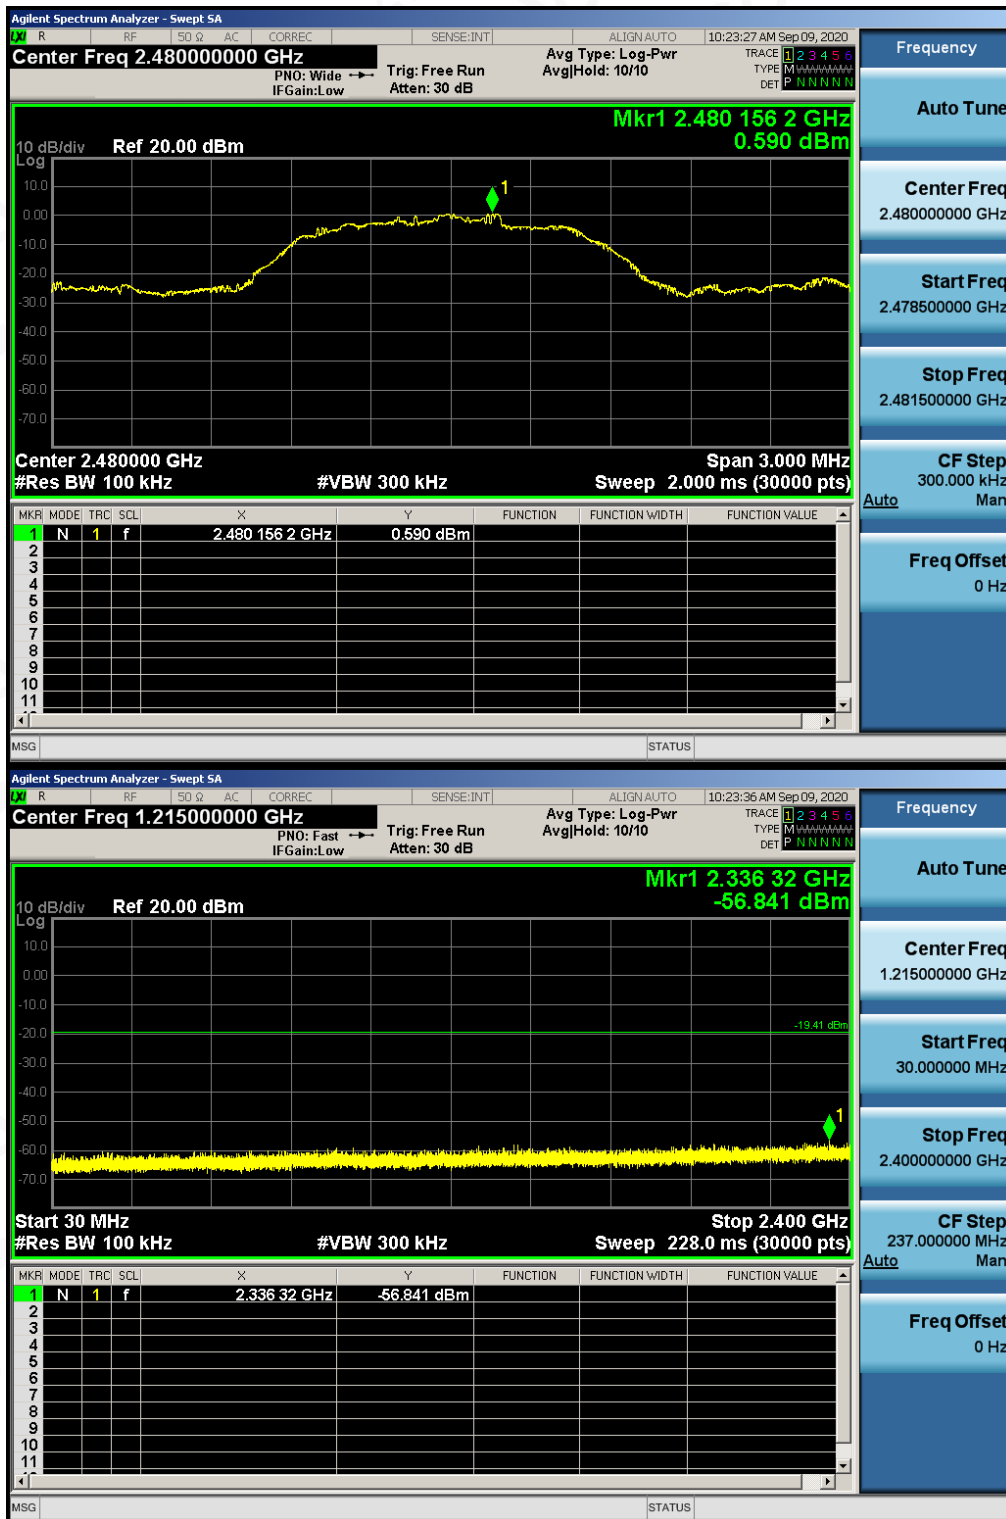 Agilent Spectrum Analyzer - Swept SA
LXI R RF 50 Ω AC CORREC SENSE:INT ALIGN AUTO 10:23:27 AM Sep 09, 2020
Center Freq 2.480000000 GHz
PNO: Wide
IFGain:Low
Trig: Free Run
Atten: 30 dB
Avg Type: Log-Pwr
Avg|Hold: 10/10
TRACE 1 2 3 4 5 6
TYPE M WWWWW
DET P N N N N N
Mkr1 2.480 156 2 GHz
0.590 dBm
10 dB/div Ref 20.00 dBm
Log
1
10.0
0.00
-10.0
-20.0
-30.0
-40.0
-50.0
-60.0
-70.0
Center 2.480000 GHz Span 3.000 MHz
#Res BW 100 kHz #VBW 300 kHz Sweep 2.000 ms (30000 pts)
MKR MODE TRC SCL X Y FUNCTION FUNCTION WIDTH FUNCTION VALUE
1 N 1 f 2.480 156 2 GHz 0.590 dBm
2
3
4
5
6
7
8
9
10
11
MSG STATUS
Frequency
Auto Tune
Center Freq
2.480000000 GHz
Start Freq
2.478500000 GHz
Stop Freq
2.481500000 GHz
CF Step
300.000 kHz
Auto Man
Freq Offset
0 Hz
Agilent Spectrum Analyzer - Swept SA
LXI R RF 50 Ω AC CORREC SENSE:INT ALIGN AUTO 10:23:36 AM Sep 09, 2020
Center Freq 1.215000000 GHz
PNO: Fast
IFGain:Low
Trig: Free Run
Atten: 30 dB
Avg Type: Log-Pwr
Avg|Hold: 10/10
TRACE 1 2 3 4 5 6
TYPE M WWWWW
DET P N N N N N
Mkr1 2.336 32 GHz
-56.841 dBm
10 dB/div Ref 20.00 dBm
Log
10.0
0.00
-10.0
-20.0
-19.41 dBm
-30.0
-40.0
-50.0
1
-60.0
-70.0
Start 30 MHz Stop 2.400 GHz
#Res BW 100 kHz #VBW 300 kHz Sweep 228.0 ms (30000 pts)
MKR MODE TRC SCL X Y FUNCTION FUNCTION WIDTH FUNCTION VALUE
1 N 1 f 2.336 32 GHz -56.841 dBm
2
3
4
5
6
7
8
9
10
11
MSG STATUS
Frequency
Auto Tune
Center Freq
1.215000000 GHz
Start Freq
30.000000 MHz
Stop Freq
2.400000000 GHz
CF Step
237.000000 MHz
Auto Man
Freq Offset
0 Hz